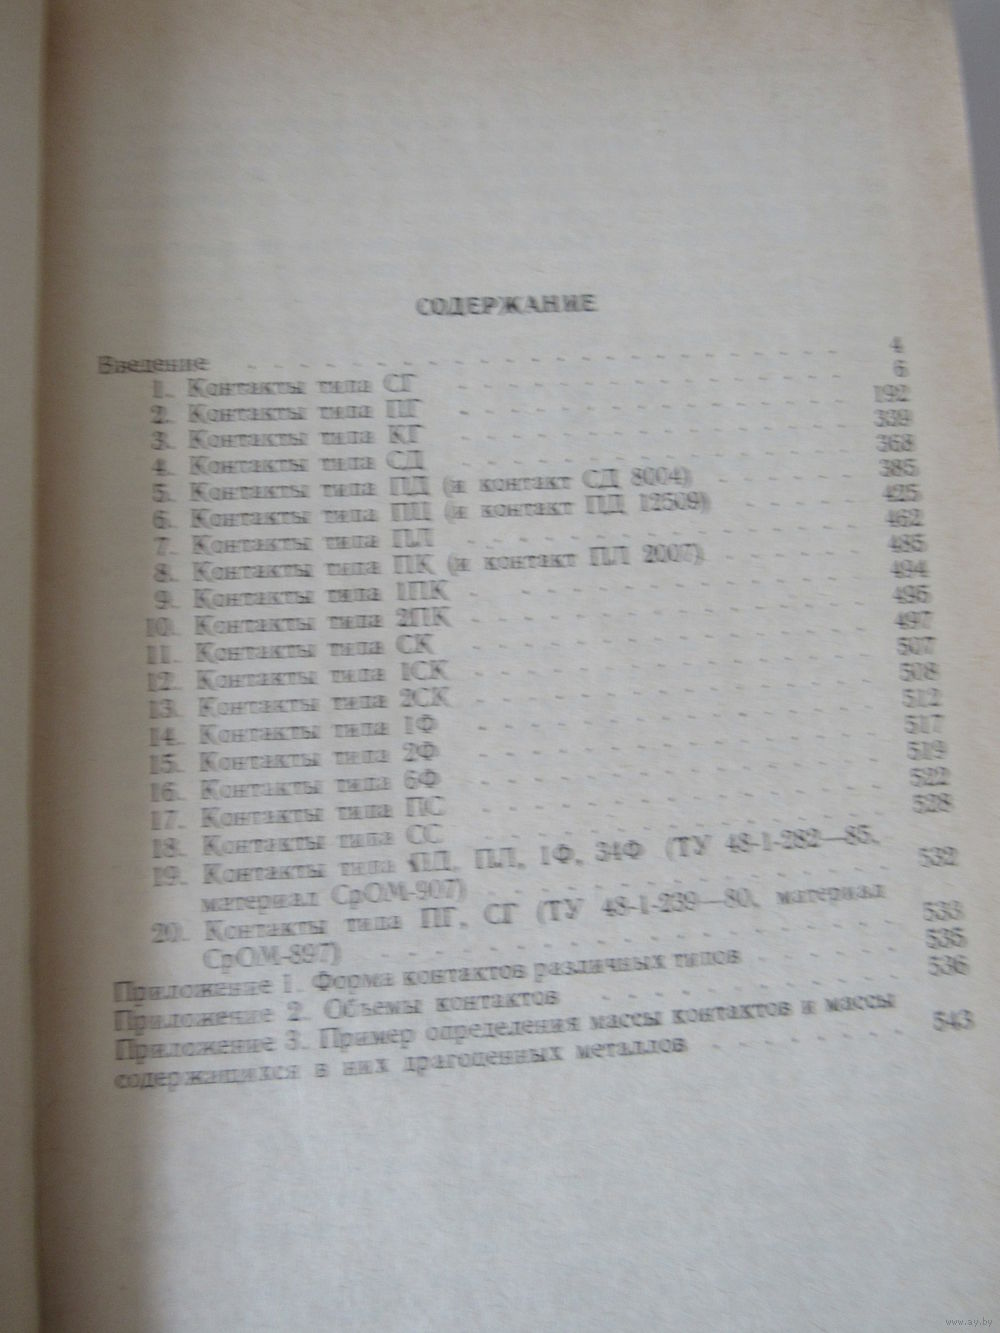 СОДЕРЖАНИЕ
Введение - - - - - - - - - - - - - - - - - - - - - - 4
1. Контакты типа СГ - - - - - - - - - - - - - - - 6
2. Контакты типа ПГ - - - - - - - - - - - - - - - 192
3. Контакты типа КГ - - - - - - - - - - - - - - - 339
4. Контакты типа СД - - - - - - - - - - - - - - - 368
5. Контакты типа ПД (и контакт СД 8004) - - - - - - 385
6. Контакты типа ПЦ (и контакт ПД 12509) - - - - - 425
7. Контакты типа ПЛ - - - - - - - - - - - - - - - 462
8. Контакты типа ПК (и контакт ПЛ 2007) - - - - - 485
9. Контакты типа 1ПК - - - - - - - - - - - - - - 494
10. Контакты типа 2ПК - - - - - - - - - - - - - - 496
11. Контакты типа СК - - - - - - - - - - - - - - 497
12. Контакты типа 1СК - - - - - - - - - - - - - - 507
13. Контакты типа 2СК - - - - - - - - - - - - - - 508
14. Контакты типа 1Ф - - - - - - - - - - - - - - 512
15. Контакты типа 2Ф - - - - - - - - - - - - - - 517
16. Контакты типа 6Ф - - - - - - - - - - - - - - 519
17. Контакты типа ПС - - - - - - - - - - - - - - 522
18. Контакты типа СС - - - - - - - - - - - - - - 528
19. Контакты типа ПД, ПЛ, 1Ф, 34Ф (ТУ 48-1-282—85,
материал СрОМ-907) - - - - - - - - - - - - - - 532
20. Контакты типа ПГ, СГ (ТУ 48-1-239—80, материал
СрОМ-897) - - - - - - - - - - - - - - - - - - 533
Приложение 1. Форма контактов различных типов - - - - - 535
Приложение 2. Объемы контактов - - - - - - - - - - - - 536
Приложение 3. Пример определения массы контактов и массы
содержащихся в них драгоценных металлов - - - - - - - - 543
www.ay.by